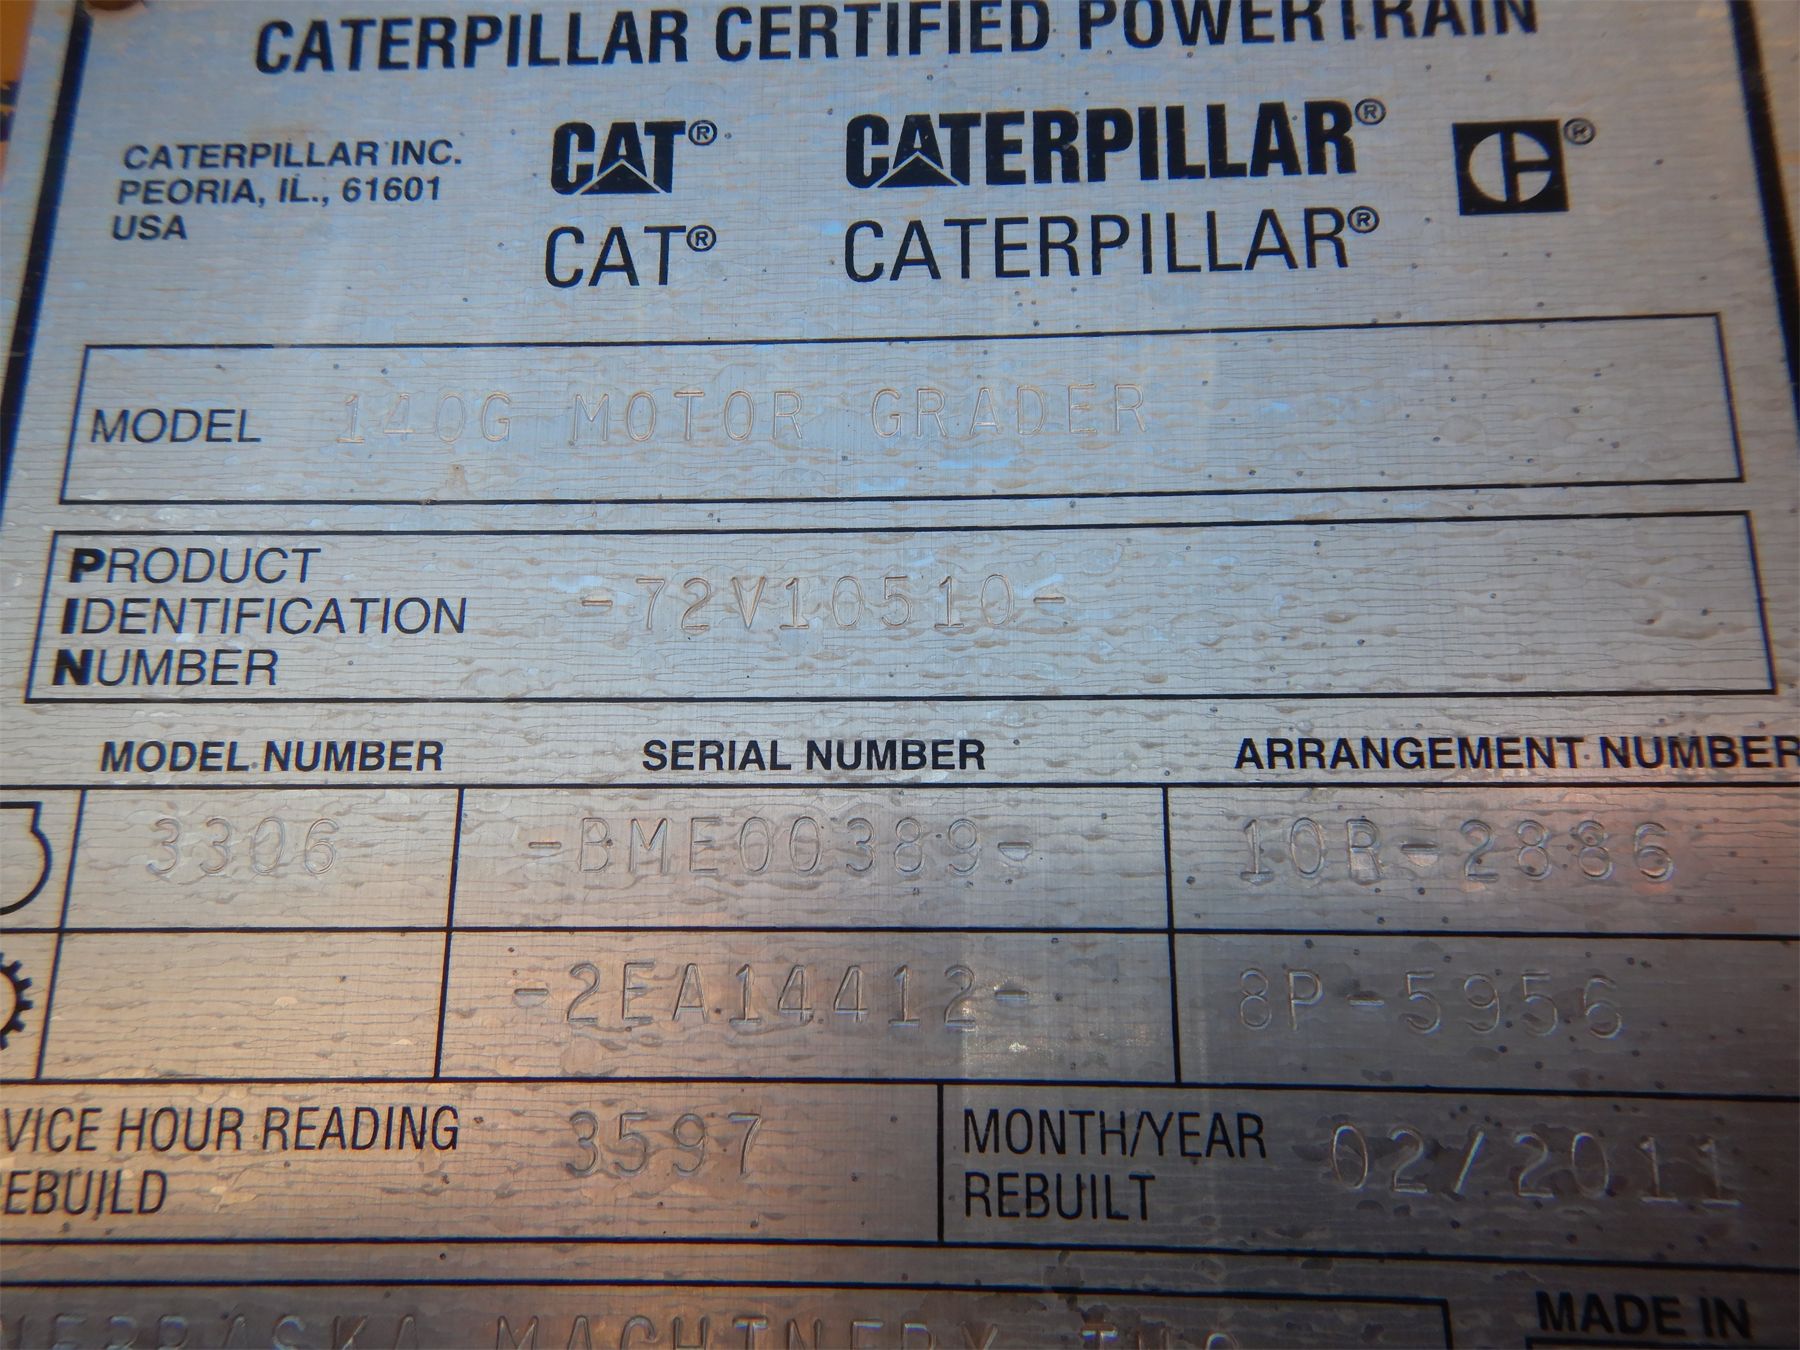 CATERPILLAR CERTIFIED POWERTRAIN
CATERPILLAR INC.
PEORIA, IL., 61601
USA
CAT® CATERPILLAR® ®
CAT® CATERPILLAR®
MODEL 140G MOTOR GRADER
PRODUCT
IDENTIFICATION
NUMBER
-72V10510-
MODEL NUMBER SERIAL NUMBER ARRANGEMENT NUMBER
3306 -BME00389- 10R-2886
-2EA14412- 8P-5956
VICE HOUR READING
EBUILD
3597
MONTH/YEAR
REBUILT
02/2011
NEBRASKA MACHINERY
MADE IN